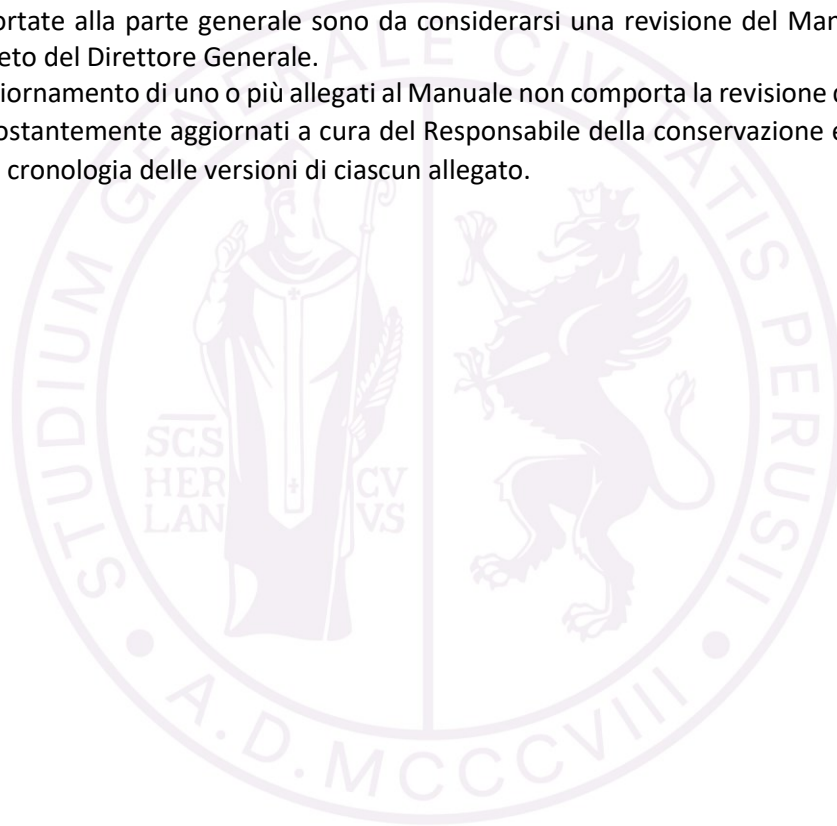 ortate alla parte generale sono da considerarsi una revisione del Man
eto del Direttore Generale.
iornamento di uno o più allegati al Manuale non comporta la revisione
ostantemente aggiornati a cura del Responsabile della conservazione e
cronologia delle versioni di ciascun allegato.
STUDIUM GENERALE CIVITATIS PERUSII
SCS
HER CV
LAN VS
A.D. MCCCVIII